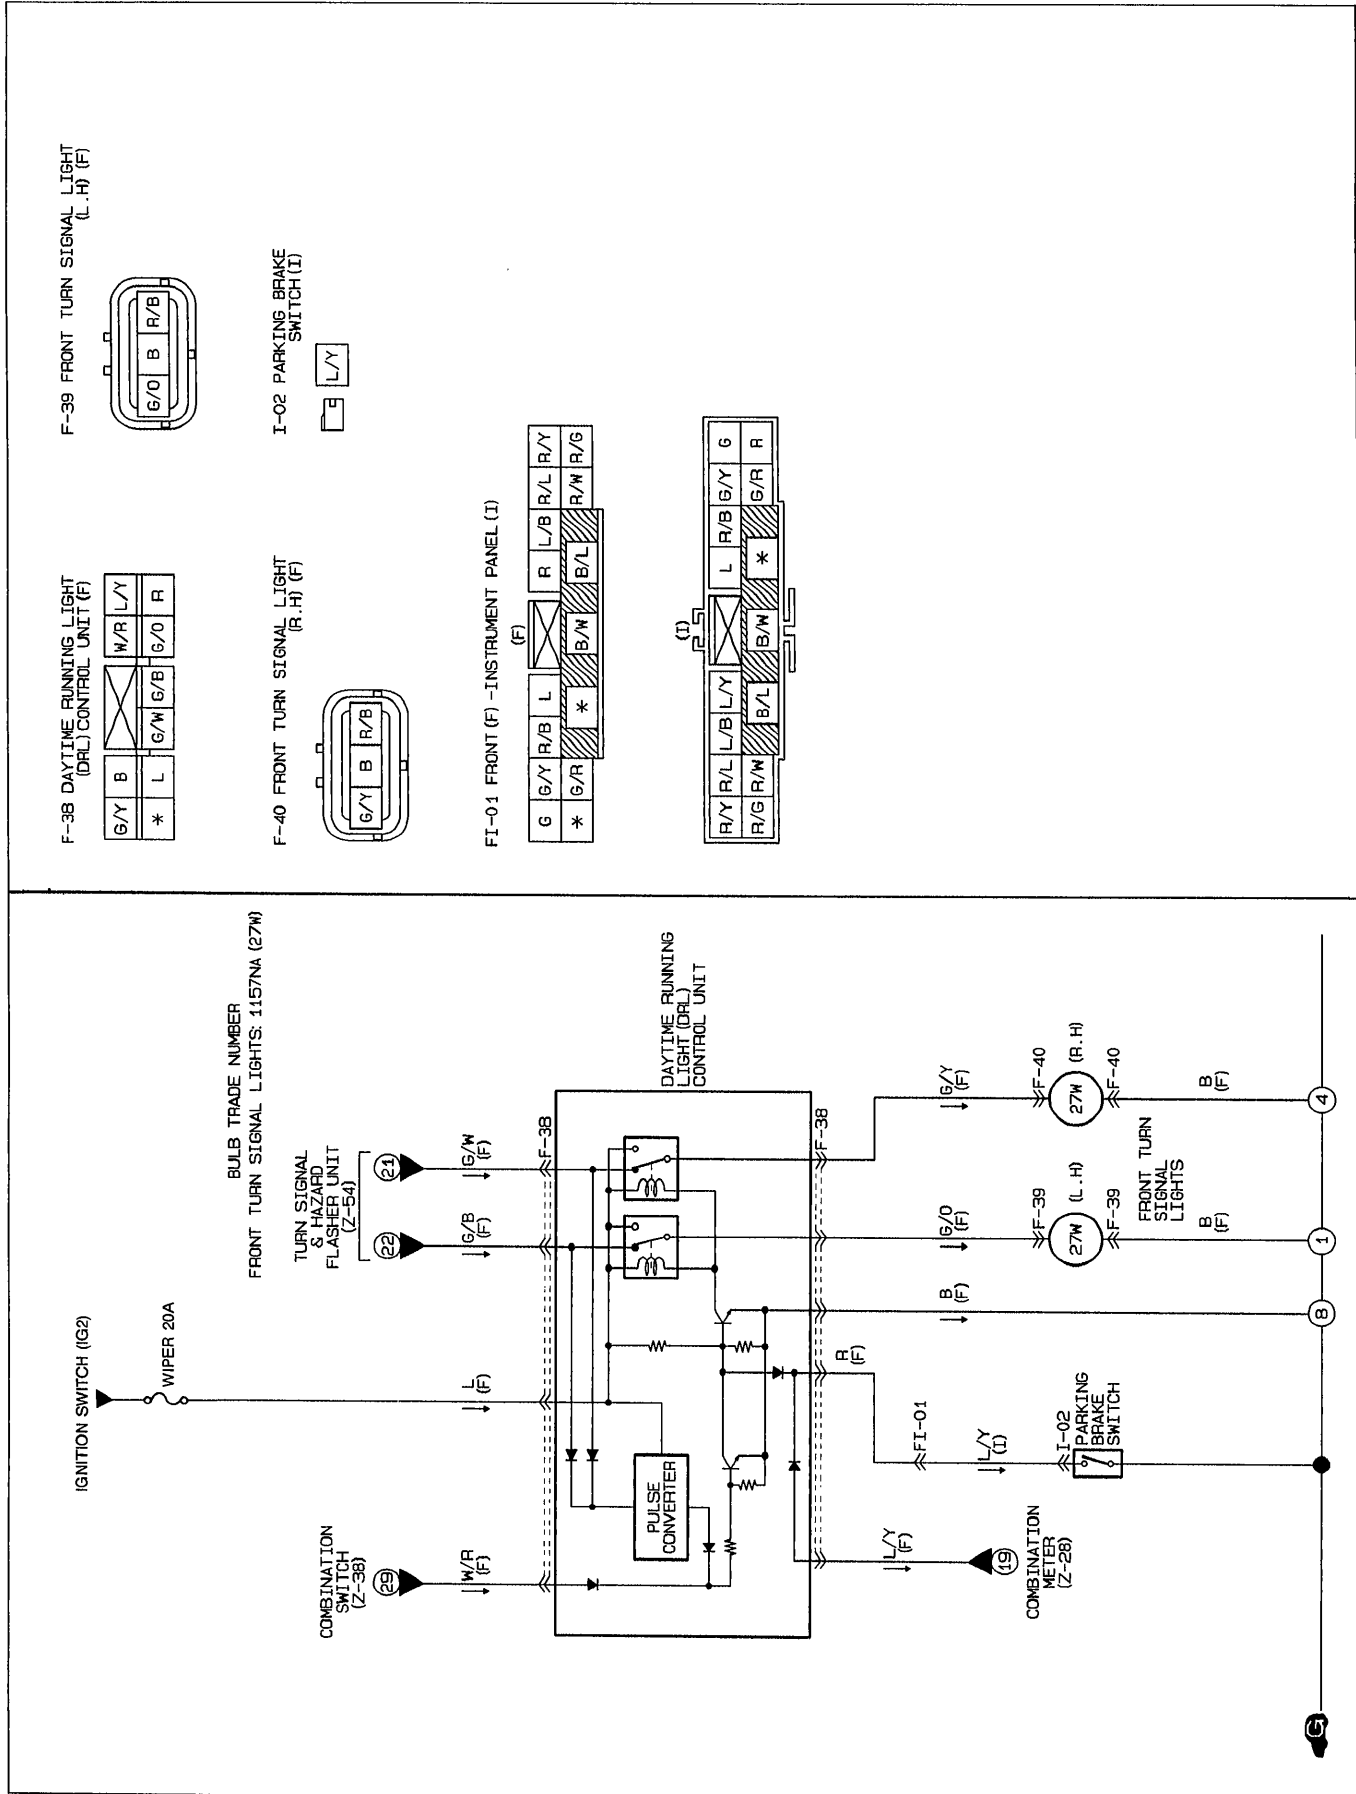 F-38 DAYTIME RUNNING LIGHT
(DRL) CONTROL UNIT (F)
G/Y B W/R L/Y
* L G/W G/B G/O R
F-39 FRONT TURN SIGNAL LIGHT
(L.H) (F)
G/O B R/B
F-40 FRONT TURN SIGNAL LIGHT
(R.H) (F)
G/Y B R/B
I-02 PARKING BRAKE
SWITCH (I)
L/Y
FI-01 FRONT (F) -INSTRUMENT PANEL (I)
(F)
G G/Y R/B L R L/B R/L R/Y
* G/R * B/W B/L R/W R/G
(I)
R/Y R/L L/B L/Y L R/B G/Y G
R/G R/W B/L B/W * G/R R
IGNITION SWITCH (IG2)
WIPER 20A
BULB TRADE NUMBER
FRONT TURN SIGNAL LIGHTS: 1157NA (27W)
COMBINATION
SWITCH
(Z-38)
29
TURN SIGNAL
& HAZARD
FLASHER UNIT
(Z-54)
22 21
W/R
(F)
L
(F)
G/B
(F)
G/W
(F)
F-38
PULSE
CONVERTER
DAYTIME RUNNING
LIGHT (DRL)
CONTROL UNIT
F-38
L/Y
(F)
R
(F)
B
(F)
G/O
(F)
G/Y
(F)
FI-01
L/Y
(I)
19
COMBINATION
METER
(Z-28)
I-02
PARKING
BRAKE
SWITCH
F-39
27W (L.H)
F-39
F-40
27W (R.H)
F-40
FRONT TURN
SIGNAL
LIGHTS
B
(F)
B
(F)
G
8 1 4